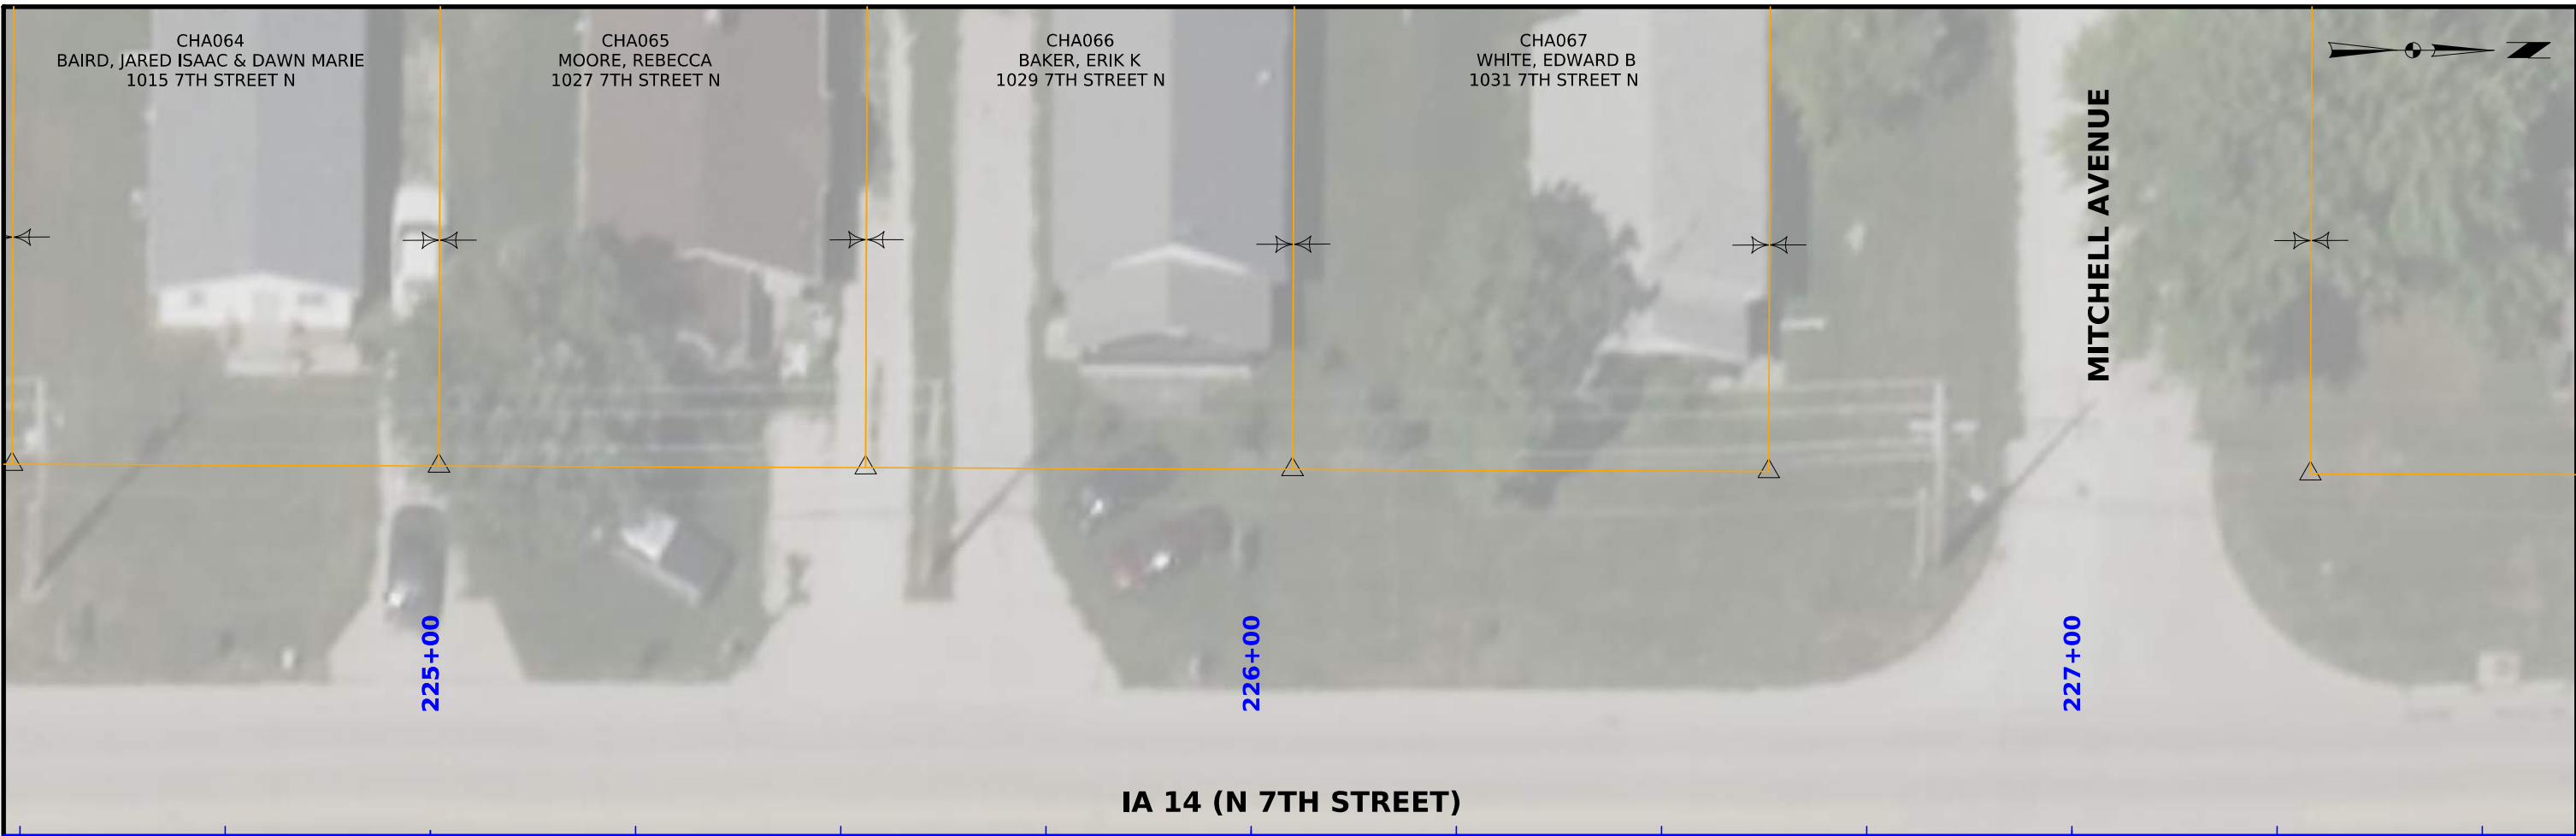 CHA064
BAIRD, JARED ISAAC & DAWN MARIE
1015 7TH STREET N
CHA065
MOORE, REBECCA
1027 7TH STREET N
CHA066
BAKER, ERIK K
1029 7TH STREET N
CHA067
WHITE, EDWARD B
1031 7TH STREET N
N
MITCHELL AVENUE
225+00
226+00
227+00
IA 14 (N 7TH STREET)